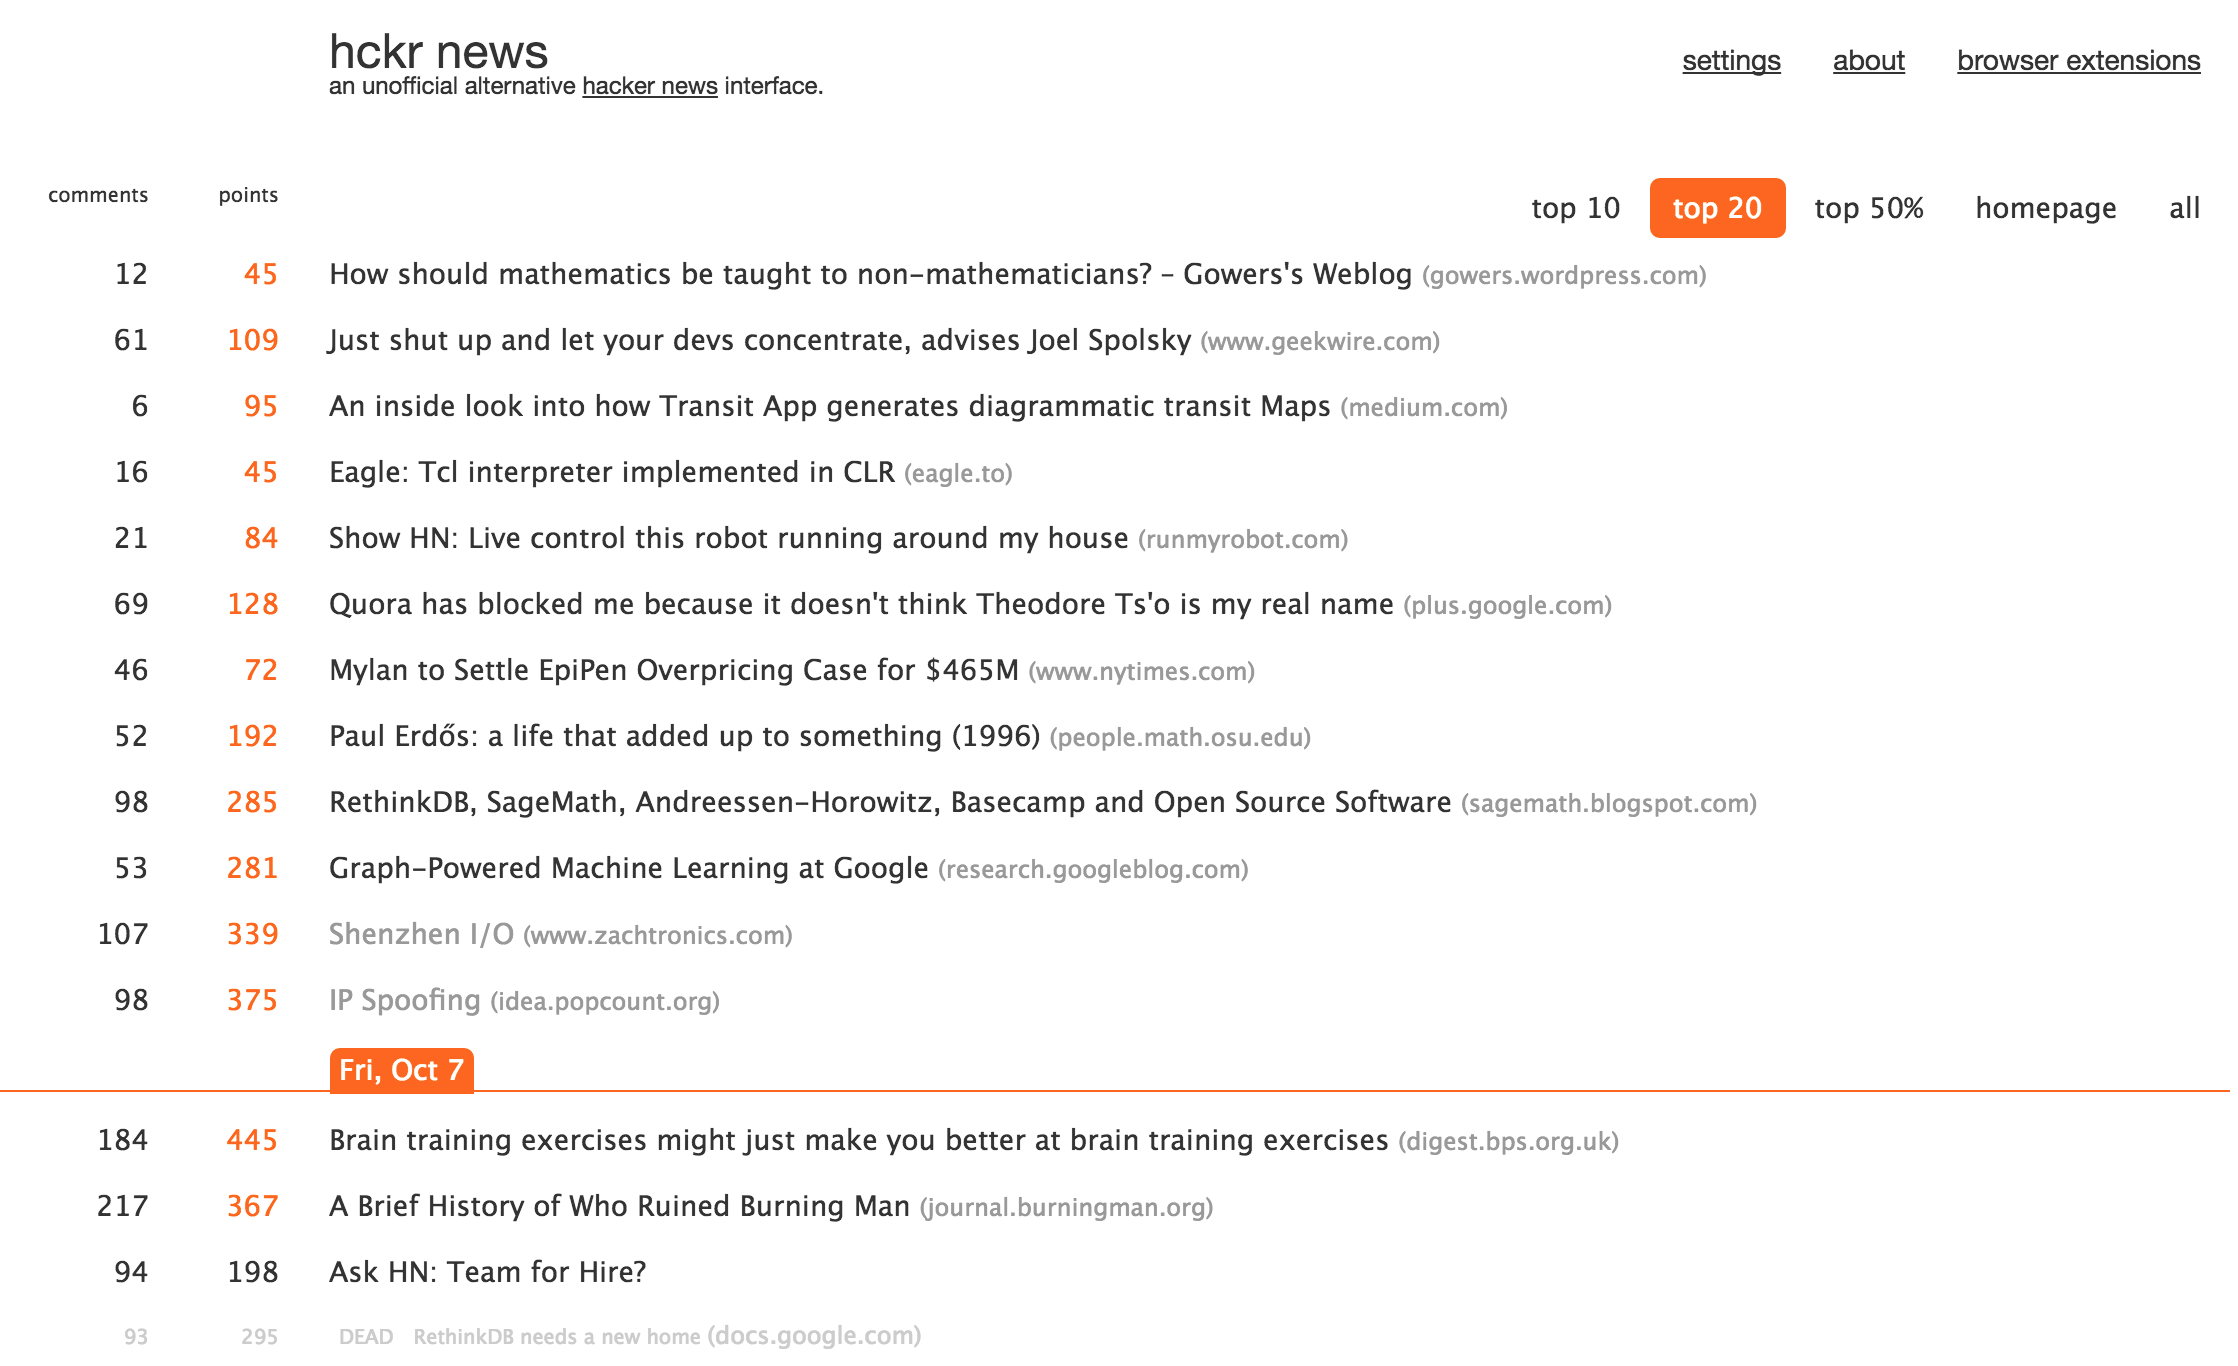 hckr news
an unofficial alternative hacker news interface.
settings about browser extensions
comments points
top 10 top 20 top 50% homepage all
12 45 How should mathematics be taught to non-mathematicians? – Gowers's Weblog (gowers.wordpress.com)
61 109 Just shut up and let your devs concentrate, advises Joel Spolsky (www.geekwire.com)
6 95 An inside look into how Transit App generates diagrammatic transit Maps (medium.com)
16 45 Eagle: Tcl interpreter implemented in CLR (eagle.to)
21 84 Show HN: Live control this robot running around my house (runmyrobot.com)
69 128 Quora has blocked me because it doesn't think Theodore Ts'o is my real name (plus.google.com)
46 72 Mylan to Settle EpiPen Overpricing Case for $465M (www.nytimes.com)
52 192 Paul Erdős: a life that added up to something (1996) (people.math.osu.edu)
98 285 RethinkDB, SageMath, Andreessen-Horowitz, Basecamp and Open Source Software (sagemath.blogspot.com)
53 281 Graph-Powered Machine Learning at Google (research.googleblog.com)
107 339 Shenzhen I/O (www.zachtronics.com)
98 375 IP Spoofing (idea.popcount.org)
Fri, Oct 7
184 445 Brain training exercises might just make you better at brain training exercises (digest.bps.org.uk)
217 367 A Brief History of Who Ruined Burning Man (journal.burningman.org)
94 198 Ask HN: Team for Hire?
93 295 DEAD RethinkDB needs a new home (docs.google.com)